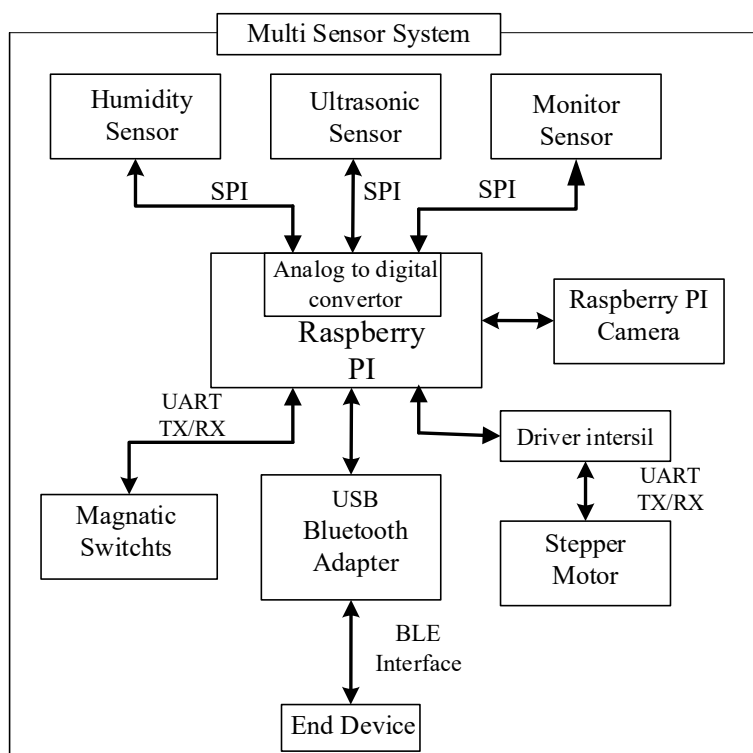 Multi Sensor System
Humidity
Sensor
Ultrasonic
Sensor
Monitor
Sensor
SPI
SPI
SPI
Analog to digital
convertor
Raspberry
PI
Raspberry PI
Camera
UART
TX/RX
Driver intersil
UART
TX/RX
Magnatic
Switchts
USB
Bluetooth
Adapter
Stepper
Motor
BLE
Interface
End Device